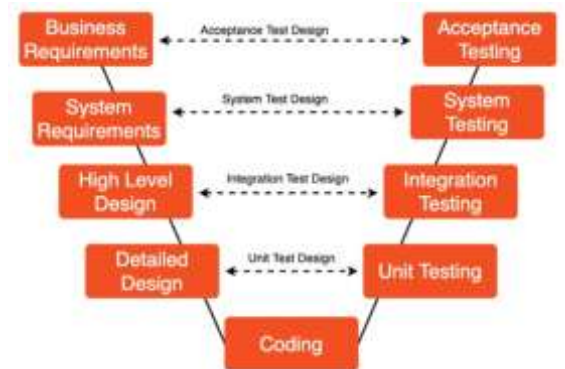 Business
Requirements
Acceptance Test Design
Acceptance
Testing
System
Requirements
System Test Design
System
Testing
High Level
Design
Integration Test Design
Integration
Testing
Detailed
Design
Unit Test Design
Unit Testing
Coding